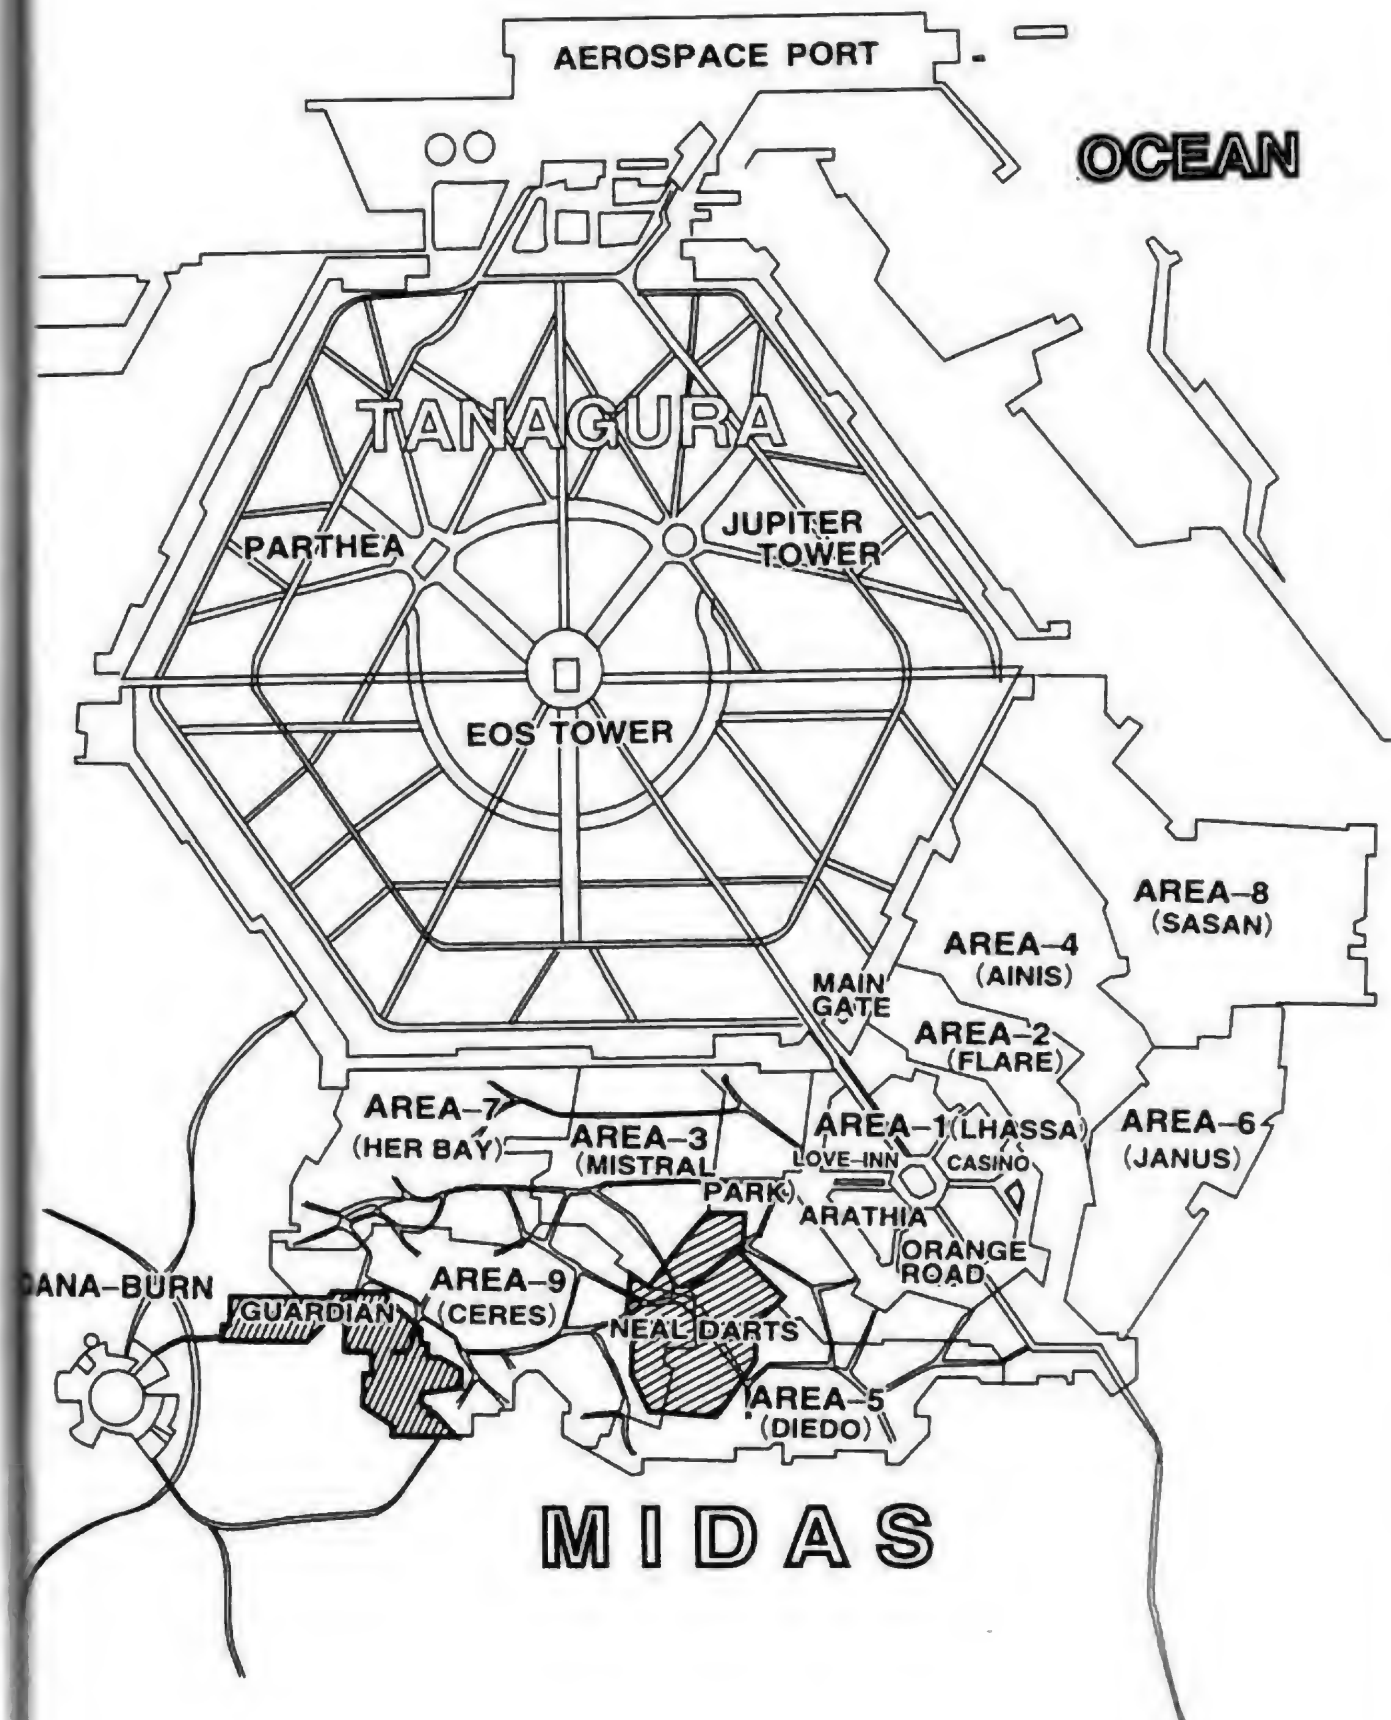 AEROSPACE PORT
OCEAN
TANAGURA
JUPITER
TOWER
PARTHEA
EOS TOWER
AREA–8
(SASAN)
AREA–4
(AINIS)
MAIN
GATE
AREA–2
(FLARE)
AREA–7
(HER BAY)
AREA–3
(MISTRAL
PARK)
AREA–1(LHASSA)
AREA–6
(JANUS)
LOVE–INN
CASINO
ARATHIA
ORANGE
ROAD
ANA–BURN
GUARDIAN
AREA–9
(CERES)
NEAL DARTS
AREA–5
(DIEDO)
MIDAS